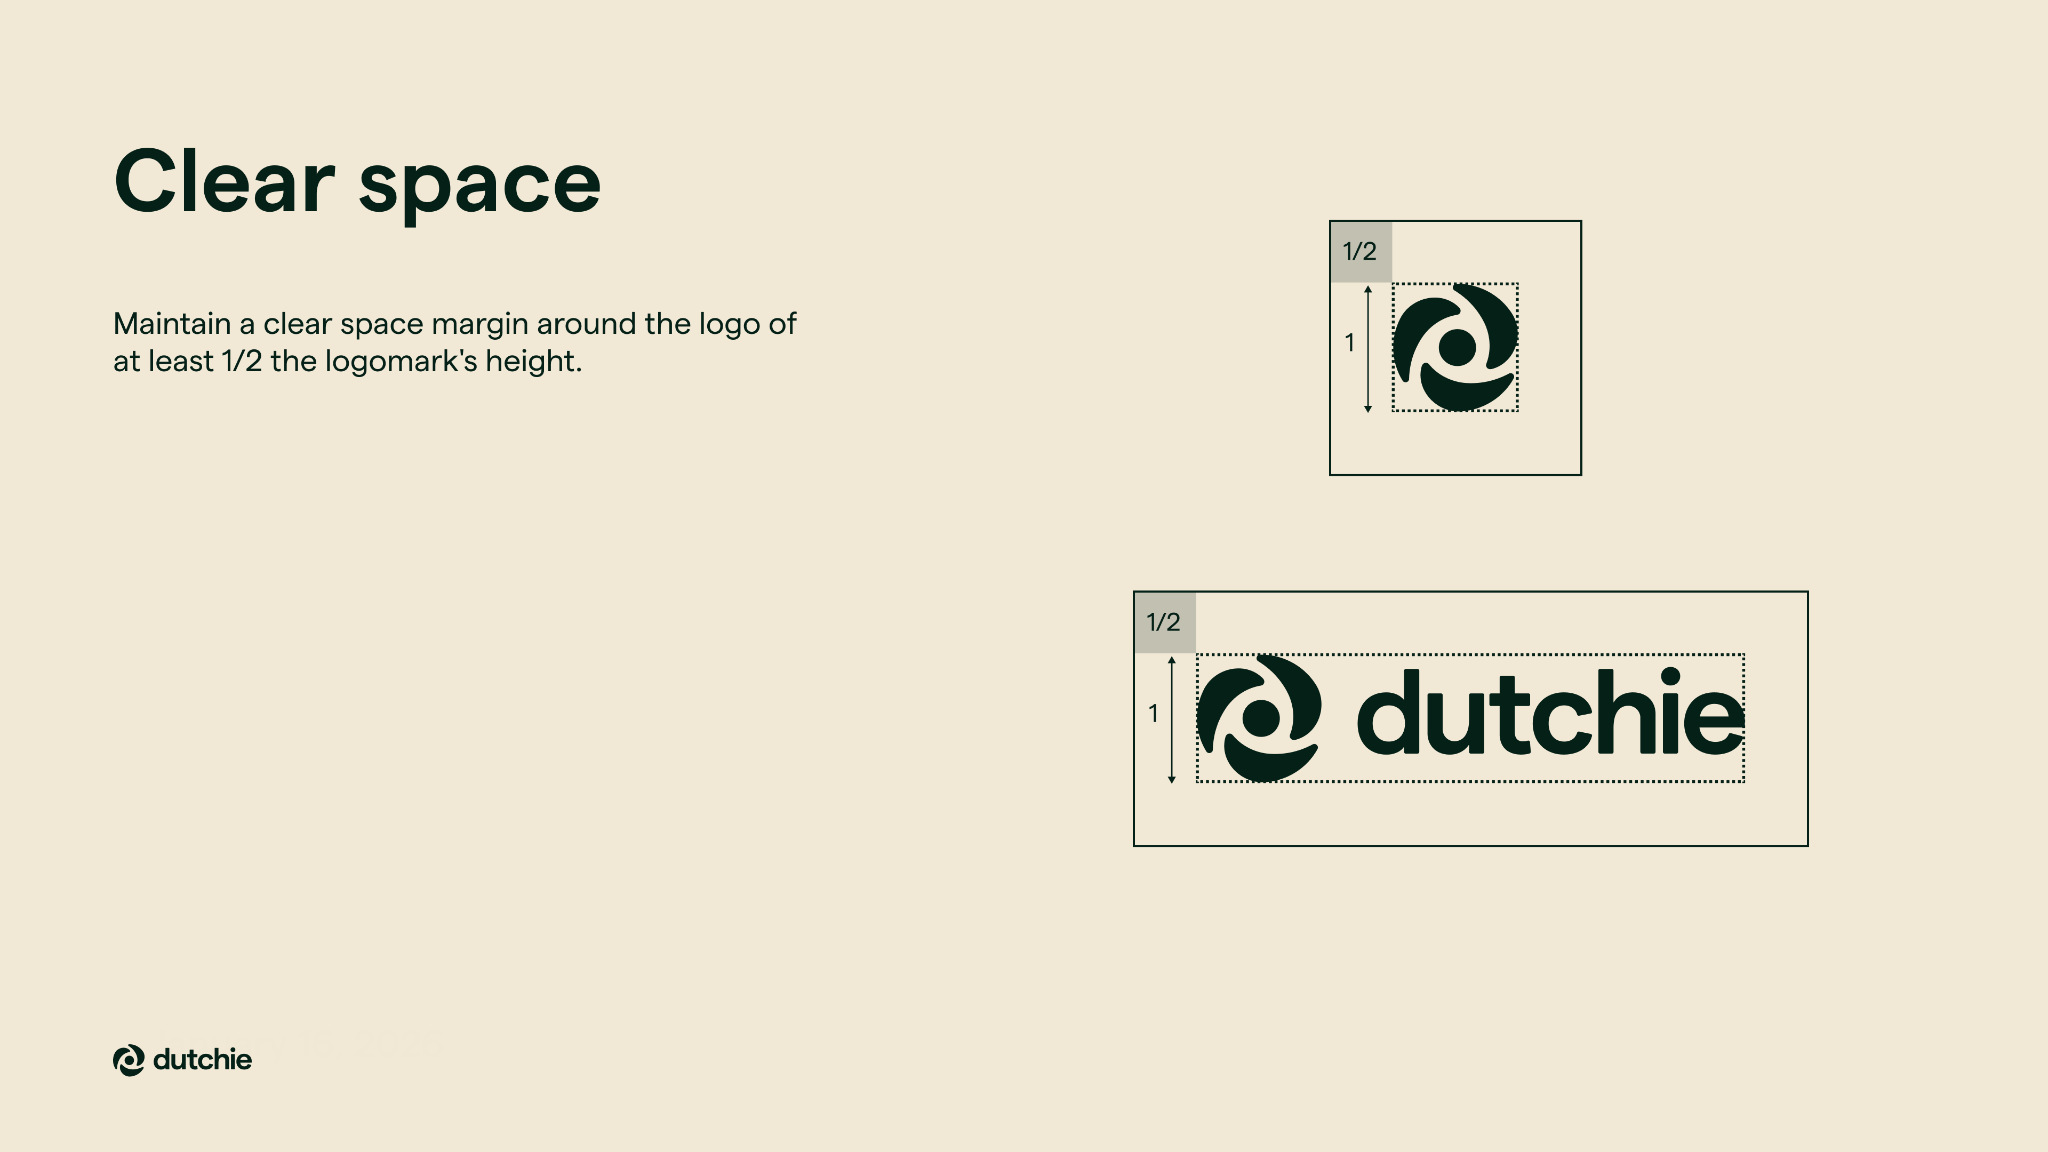 Clear space
Maintain a clear space margin around the logo of
at least 1/2 the logomark's height.
1/2
1
1/2
1
dutchie
dutchie